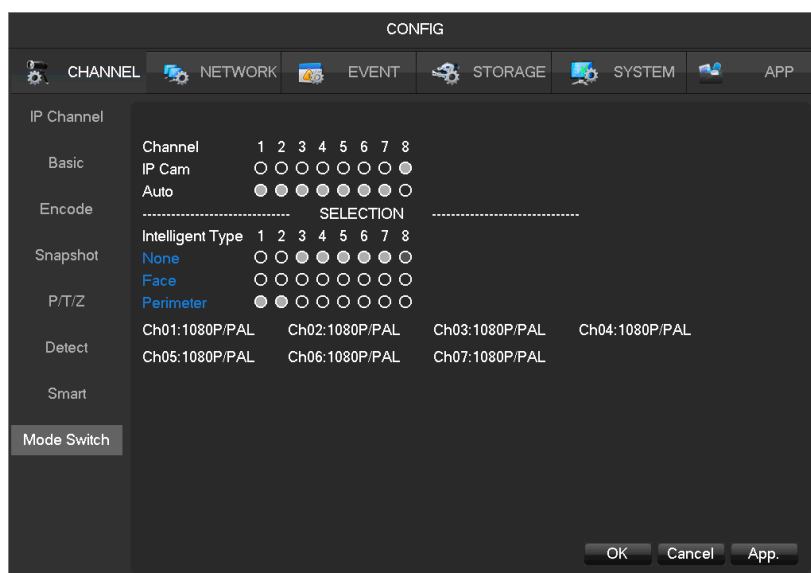 CONFIG
CHANNEL NETWORK EVENT STORAGE SYSTEM APP
IP Channel
Basic
Encode
Snapshot
P/T/Z
Detect
Smart
Mode Switch
Channel 1 2 3 4 5 6 7 8
IP Cam
Auto
------------------------------- SELECTION -------------------------------
Intelligent Type 1 2 3 4 5 6 7 8
None
Face
Perimeter
Ch01:1080P/PAL Ch02:1080P/PAL Ch03:1080P/PAL Ch04:1080P/PAL
Ch05:1080P/PAL Ch06:1080P/PAL Ch07:1080P/PAL
OK Cancel App.